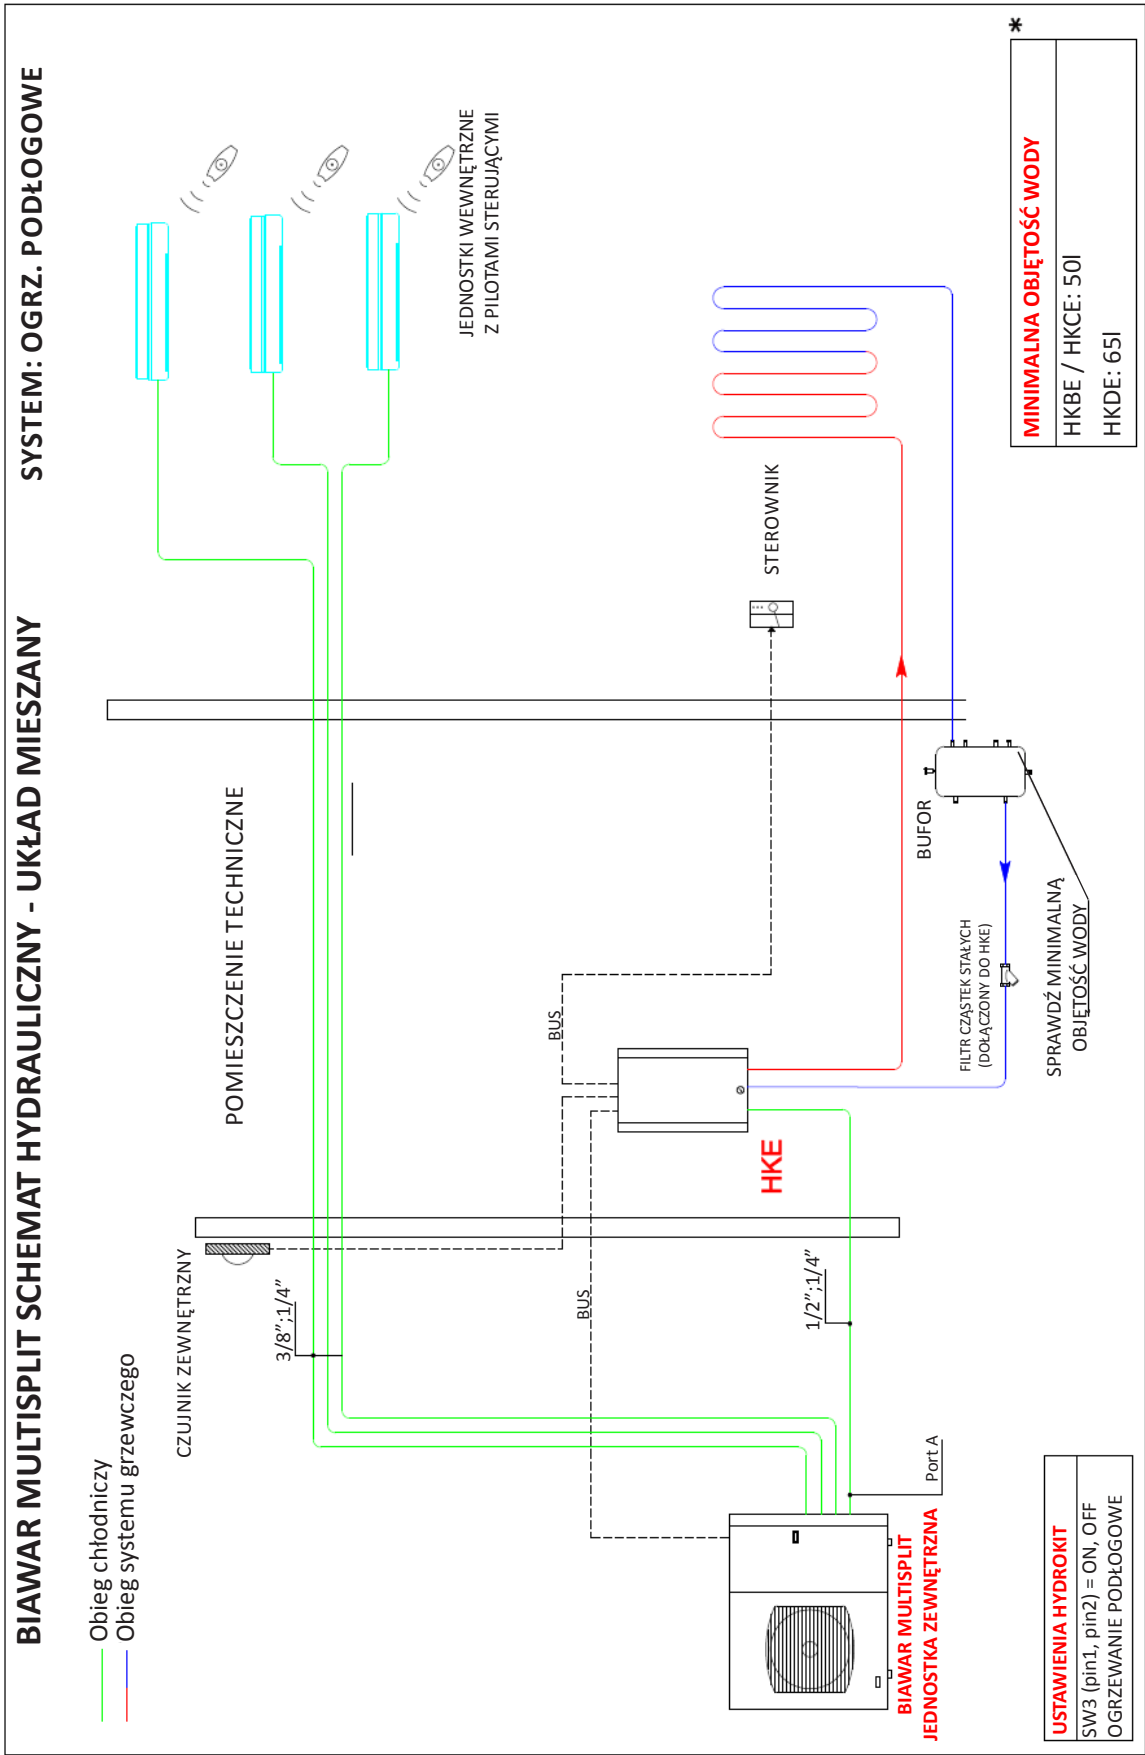 BIAWAR MULTISPLIT SCHEMAT HYDRAULICZNY - UKŁAD MIESZANY
SYSTEM: OGRZ. PODŁOGOWE
Obieg chłodniczy
Obieg systemu grzewczego
CZUJNIK ZEWNĘTRZNY
POMIESZCZENIE TECHNICZNE
3/8";1/4"
JEDNOSTKI WEWNĘTRZNE
Z PILOTAMI STERUJĄCYMI
BUS
BUS
STEROWNIK
HKE
1/2";1/4"
Port A
BIAWAR MULTISPLIT
JEDNOSTKA ZEWNĘTRZNA
BUFOR
FILTR CZĄSTEK STAŁYCH
(DOŁĄCZONY DO HKE)
SPRAWDŹ MINIMALNĄ
OBJĘTOŚĆ WODY
USTAWIENIA HYDROKIT
SW3 (pin1, pin2) = ON, OFF
OGRZEWANIE PODŁOGOWE
*
MINIMALNA OBJĘTOŚĆ WODY
HKBE / HKCE: 50l
HKDE: 65l